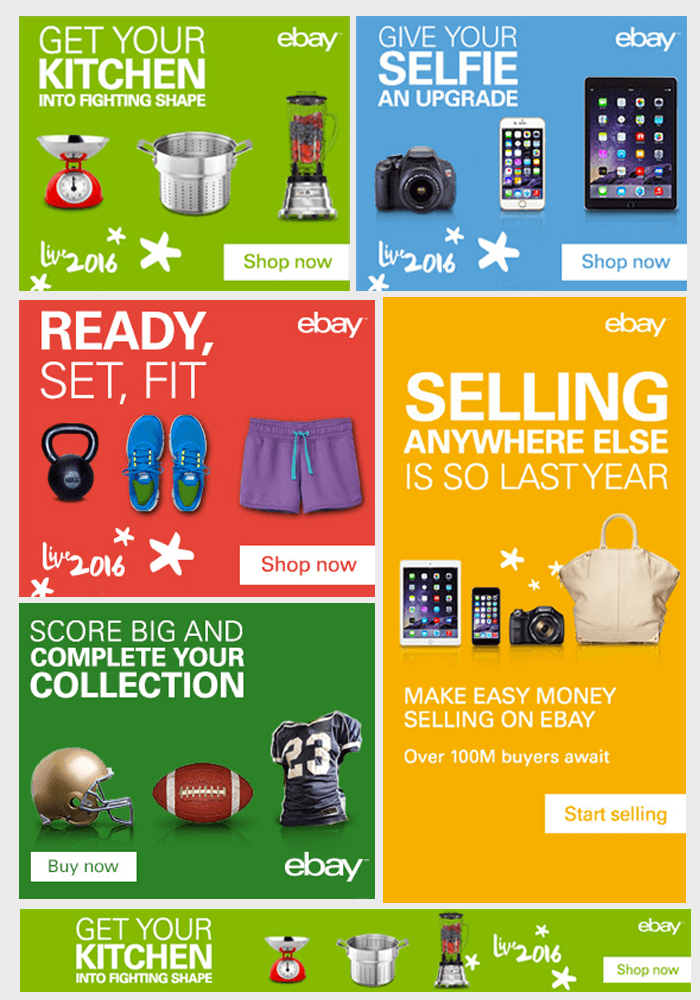 GET YOUR
KITCHEN
INTO FIGHTING SHAPE
ebay
Live 2016
Shop now
GIVE YOUR
SELFIE
AN UPGRADE
ebay
Live 2016
Shop now
READY,
SET, FIT
ebay
Live 2016
Shop now
SELLING
ANYWHERE ELSE
IS SO LAST YEAR
ebay
MAKE EASY MONEY
SELLING ON EBAY
Over 100M buyers await
Start selling
SCORE BIG AND
COMPLETE YOUR
COLLECTION
23
Buy now
ebay
GET YOUR
KITCHEN
INTO FIGHTING SHAPE
Live 2016
ebay
Shop now